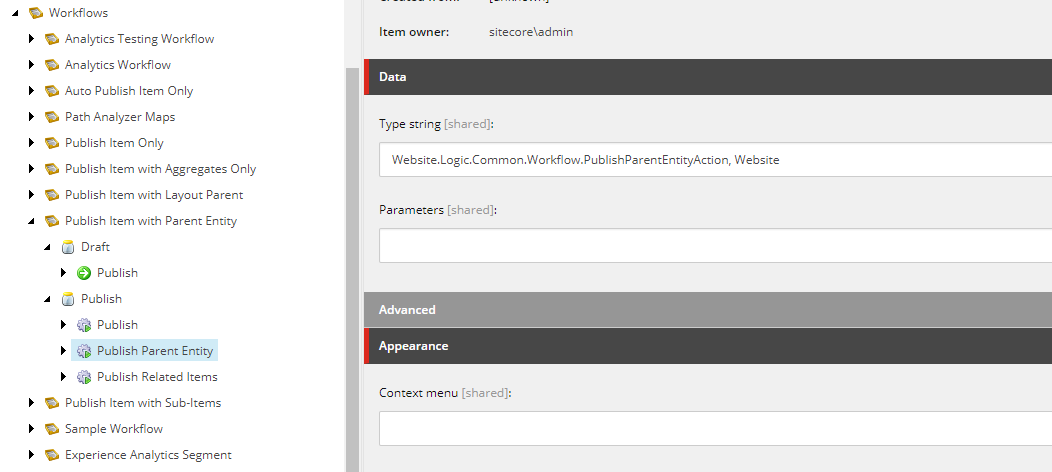 Workflows
Analytics Testing Workflow
Analytics Workflow
Auto Publish Item Only
Path Analyzer Maps
Publish Item Only
Publish Item with Aggregates Only
Publish Item with Layout Parent
Publish Item with Parent Entity
Draft
Publish
Publish
Publish
Publish Parent Entity
Publish Related Items
Publish Item with Sub-Items
Sample Workflow
Experience Analytics Segment
Created from: [unknown]
Item owner: sitecore\admin
Data
Type string [shared]:
Website.Logic.Common.Workflow.PublishParentEntityAction, Website
Parameters [shared]:
Advanced
Appearance
Context menu [shared]: